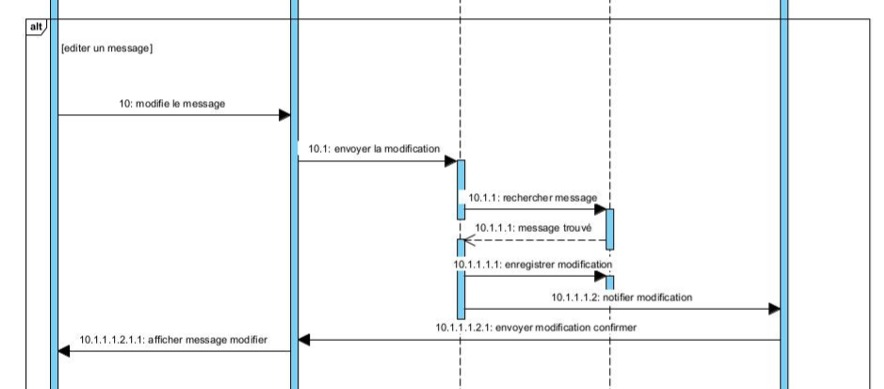 alt
[editer un message]
10: modifie le message
10.1: envoyer la modification
10.1.1: rechercher message
10.1.1.1: message trouvé
10.1.1.1.1: enregistrer modification
10.1.1.1.2: notifier modification
10.1.1.1.2.1: envoyer modification confirmer
10.1.1.1.2.1.1: afficher message modifier